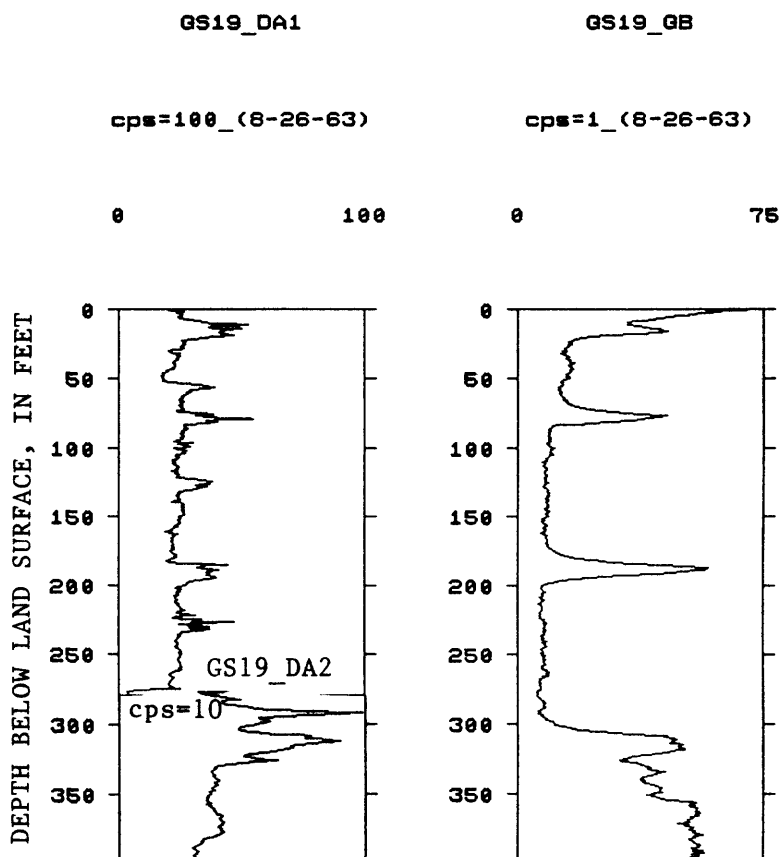 GS19_DA1 GS19_GB
cps=100_(8-26-63) cps=1_(8-26-63)
0 100 0 75
DEPTH BELOW LAND SURFACE, IN FEET
0 0
50 50
100 100
150 150
200 200
250 250
GS19_DA2
cps=10
300 300
350 350